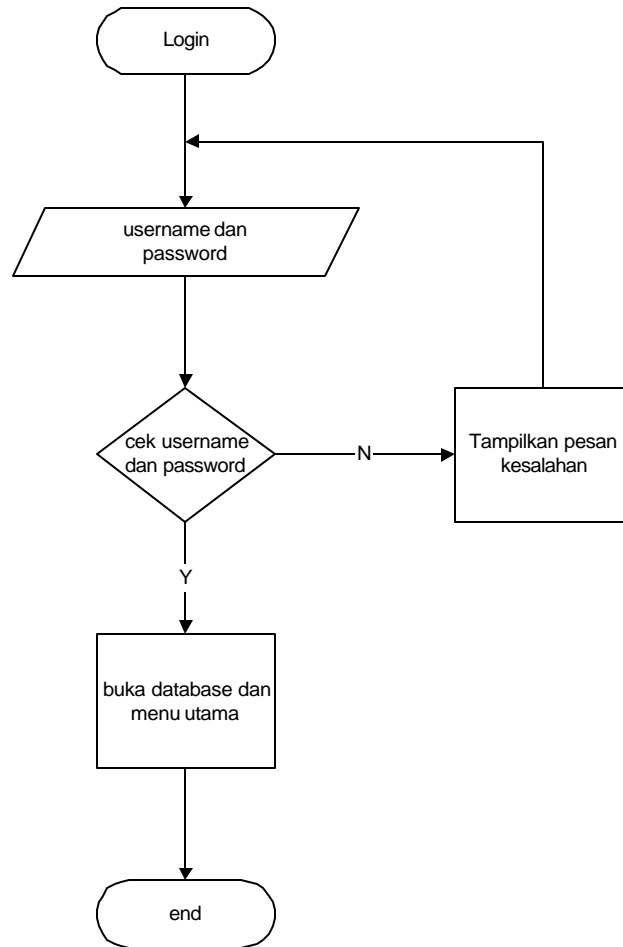 Login
username dan
password
cek username
dan password
N
Tampilkan pesan
kesalahan
Y
buka database dan
menu utama
end